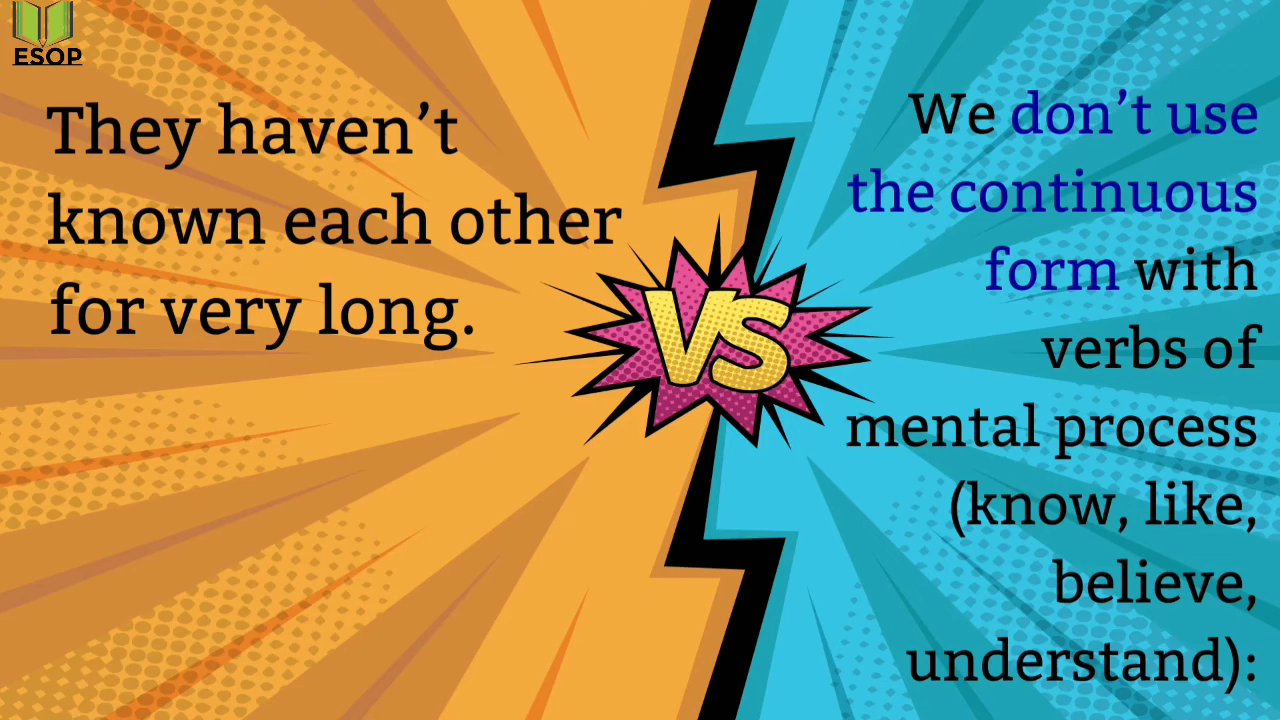 ESOP
They haven’t
known each other
for very long.
VS
We don’t use
the continuous
form with
verbs of
mental process
(know, like,
believe,
understand):